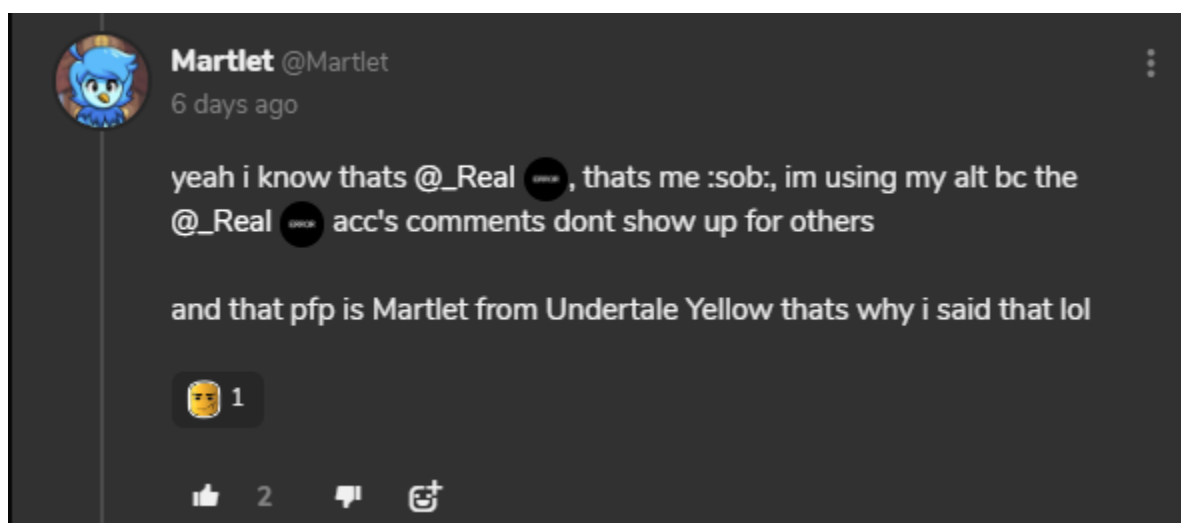 Martlet @Martlet
6 days ago
yeah i know thats @_Real ERROR, thats me :sob:, im using my alt bc the
@_Real ERROR acc's comments dont show up for others
and that pfp is Martlet from Undertale Yellow thats why i said that lol
1
2